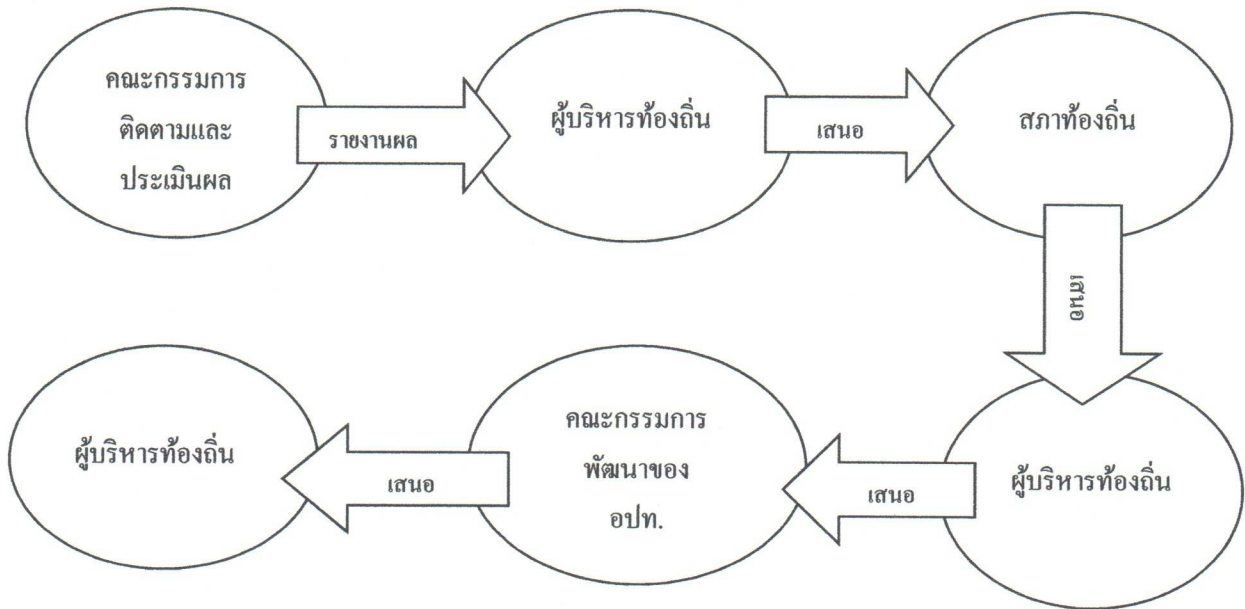 คณะกรรมการ
ติดตามและ
ประเมินผล
รายงานผล
ผู้บริหารท้องถิ่น
เสนอ
สภาท้องถิ่น
เสนอ
ผู้บริหารท้องถิ่น
เสนอ
คณะกรรมการ
พัฒนาของ
อปท.
เสนอ
ผู้บริหารท้องถิ่น